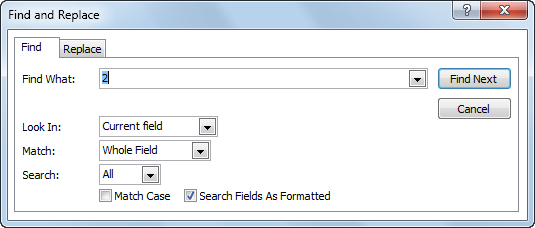 Find and Replace
Find Replace
Find What: 2 Find Next
Cancel
Look In: Current field
Match: Whole Field
Search: All
Match Case Search Fields As Formatted